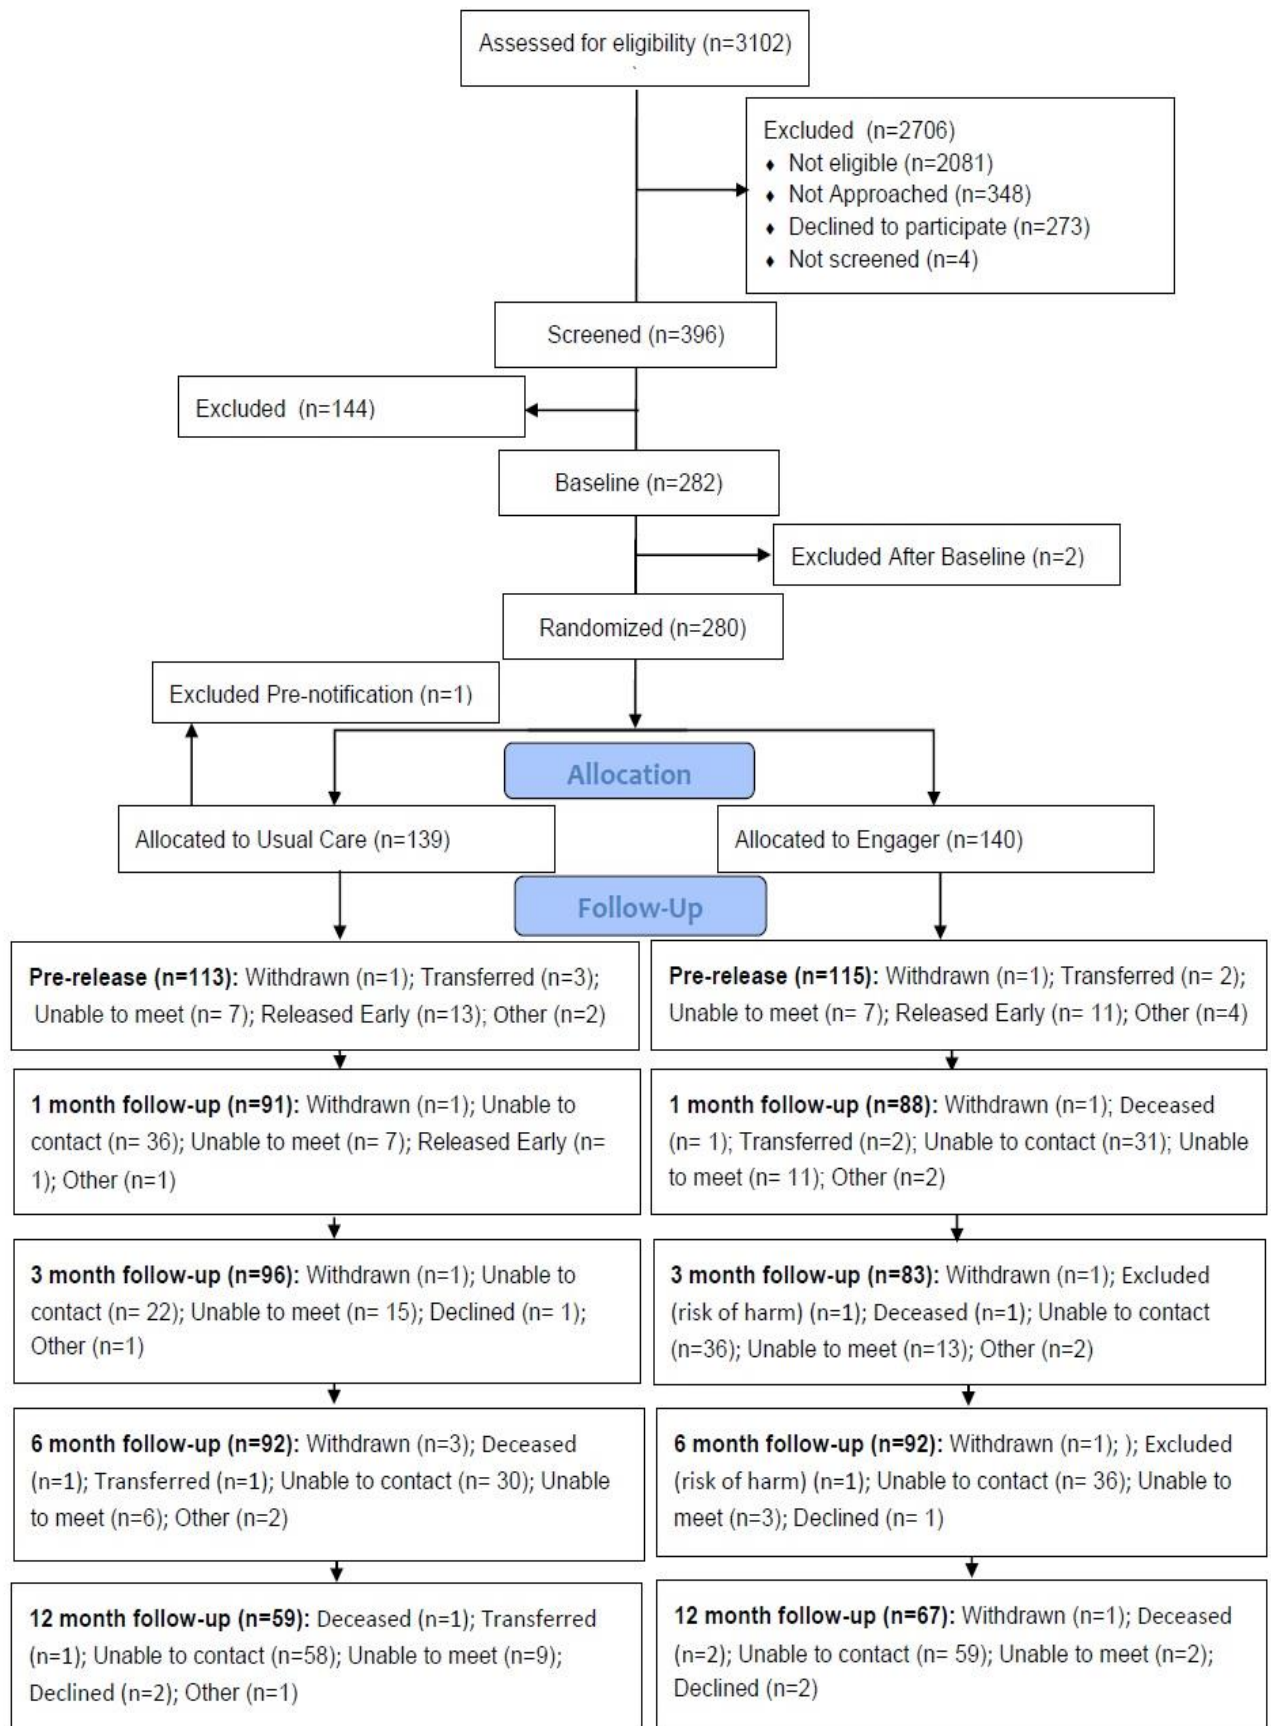 Assessed for eligibility (n=3102)
Excluded  (n=2706)
♦ Not eligible (n=2081)
♦ Not Approached (n=348)
♦ Declined to participate (n=273)
♦ Not screened (n=4)
Screened (n=396)
Excluded  (n=144)
Baseline (n=282)
Excluded After Baseline (n=2)
Randomized (n=280)
Excluded Pre-notification (n=1)
Allocation
Allocated to Usual Care (n=139)
Allocated to Engager (n=140)
Follow-Up
Pre-release (n=113): Withdrawn (n=1); Transferred (n=3);
Unable to meet (n= 7); Released Early (n=13); Other (n=2)
Pre-release (n=115): Withdrawn (n=1); Transferred (n= 2);
Unable to meet (n= 7); Released Early (n= 11); Other (n=4)
1 month follow-up (n=91): Withdrawn (n=1); Unable to
contact (n= 36); Unable to meet (n= 7); Released Early (n=
1); Other (n=1)
1 month follow-up (n=88): Withdrawn (n=1); Deceased
(n= 1); Transferred (n=2); Unable to contact (n=31); Unable
to meet (n= 11); Other (n=2)
3 month follow-up (n=96): Withdrawn (n=1); Unable to
contact (n= 22); Unable to meet (n= 15); Declined (n= 1);
Other (n=1)
3 month follow-up (n=83): Withdrawn (n=1); Excluded
(risk of harm) (n=1); Deceased (n=1); Unable to contact
(n=36); Unable to meet (n=13); Other (n=2)
6 month follow-up (n=92): Withdrawn (n=3); Deceased
(n=1); Transferred (n=1); Unable to contact (n= 30); Unable
to meet (n=6); Other (n=2)
6 month follow-up (n=92): Withdrawn (n=1); ); Excluded
(risk of harm) (n=1); Unable to contact (n= 36); Unable to
meet (n=3); Declined (n= 1)
12 month follow-up (n=59): Deceased (n=1); Transferred
(n=1); Unable to contact (n=58); Unable to meet (n=9);
Declined (n=2); Other (n=1)
12 month follow-up (n=67): Withdrawn (n=1); Deceased
(n=2); Unable to contact (n= 59); Unable to meet (n=2);
Declined (n=2)